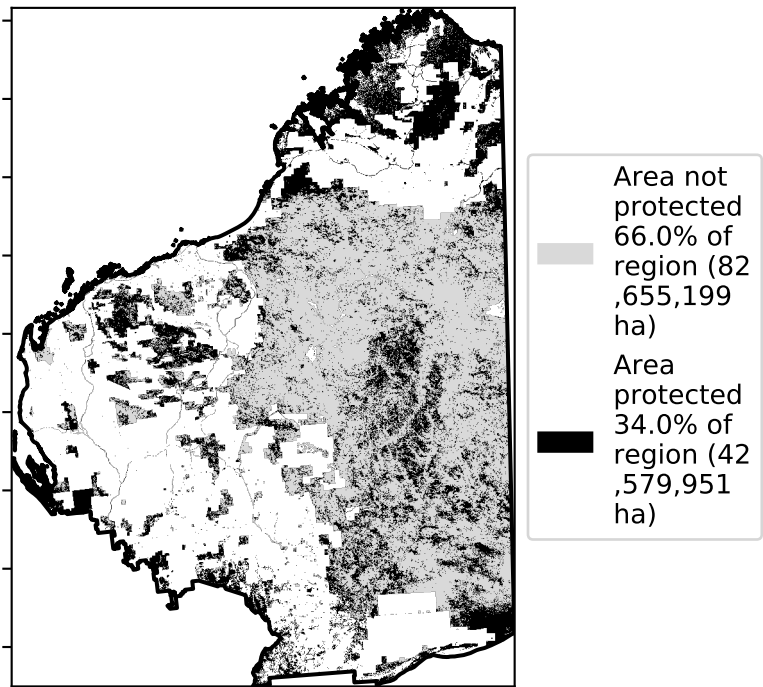 Area not
protected
66.0% of
region (82
,655,199
ha)
Area
protected
34.0% of
region (42
,579,951
ha)